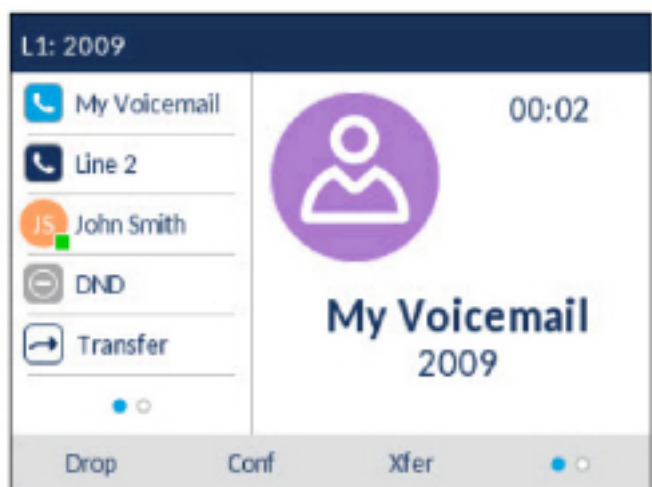 L1: 2009
My Voicemail
Line 2
JS John Smith
DND
Transfer
00:02
My Voicemail
2009
Drop Conf Xfer